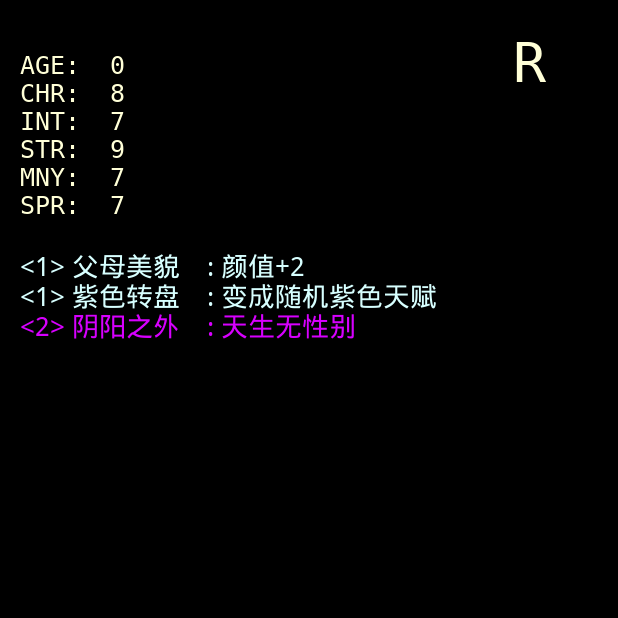 R
AGE: 0
CHR: 8
INT: 7
STR: 9
MNY: 7
SPR: 7
<1> 父母美貌 : 颜值+2
<1> 紫色转盘 : 变成随机紫色天赋
<2> 阴阳之外 : 天生无性别